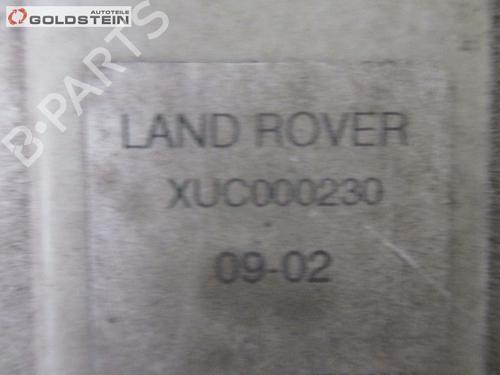 AUTOTEILE
GOLDSTEIN
B-PARTS
LAND ROVER
XUC000230
09-02